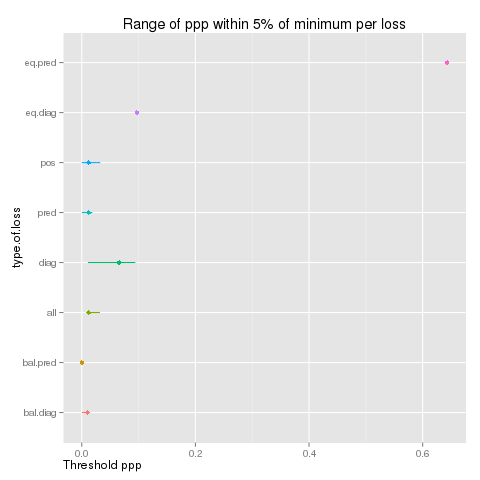 Range of ppp within 5% of minimum per loss
type.of.loss
eq.pred
eq.diag
pos
pred
diag
all
bal.pred
bal.diag
0.0 0.2 0.4 0.6
Threshold ppp